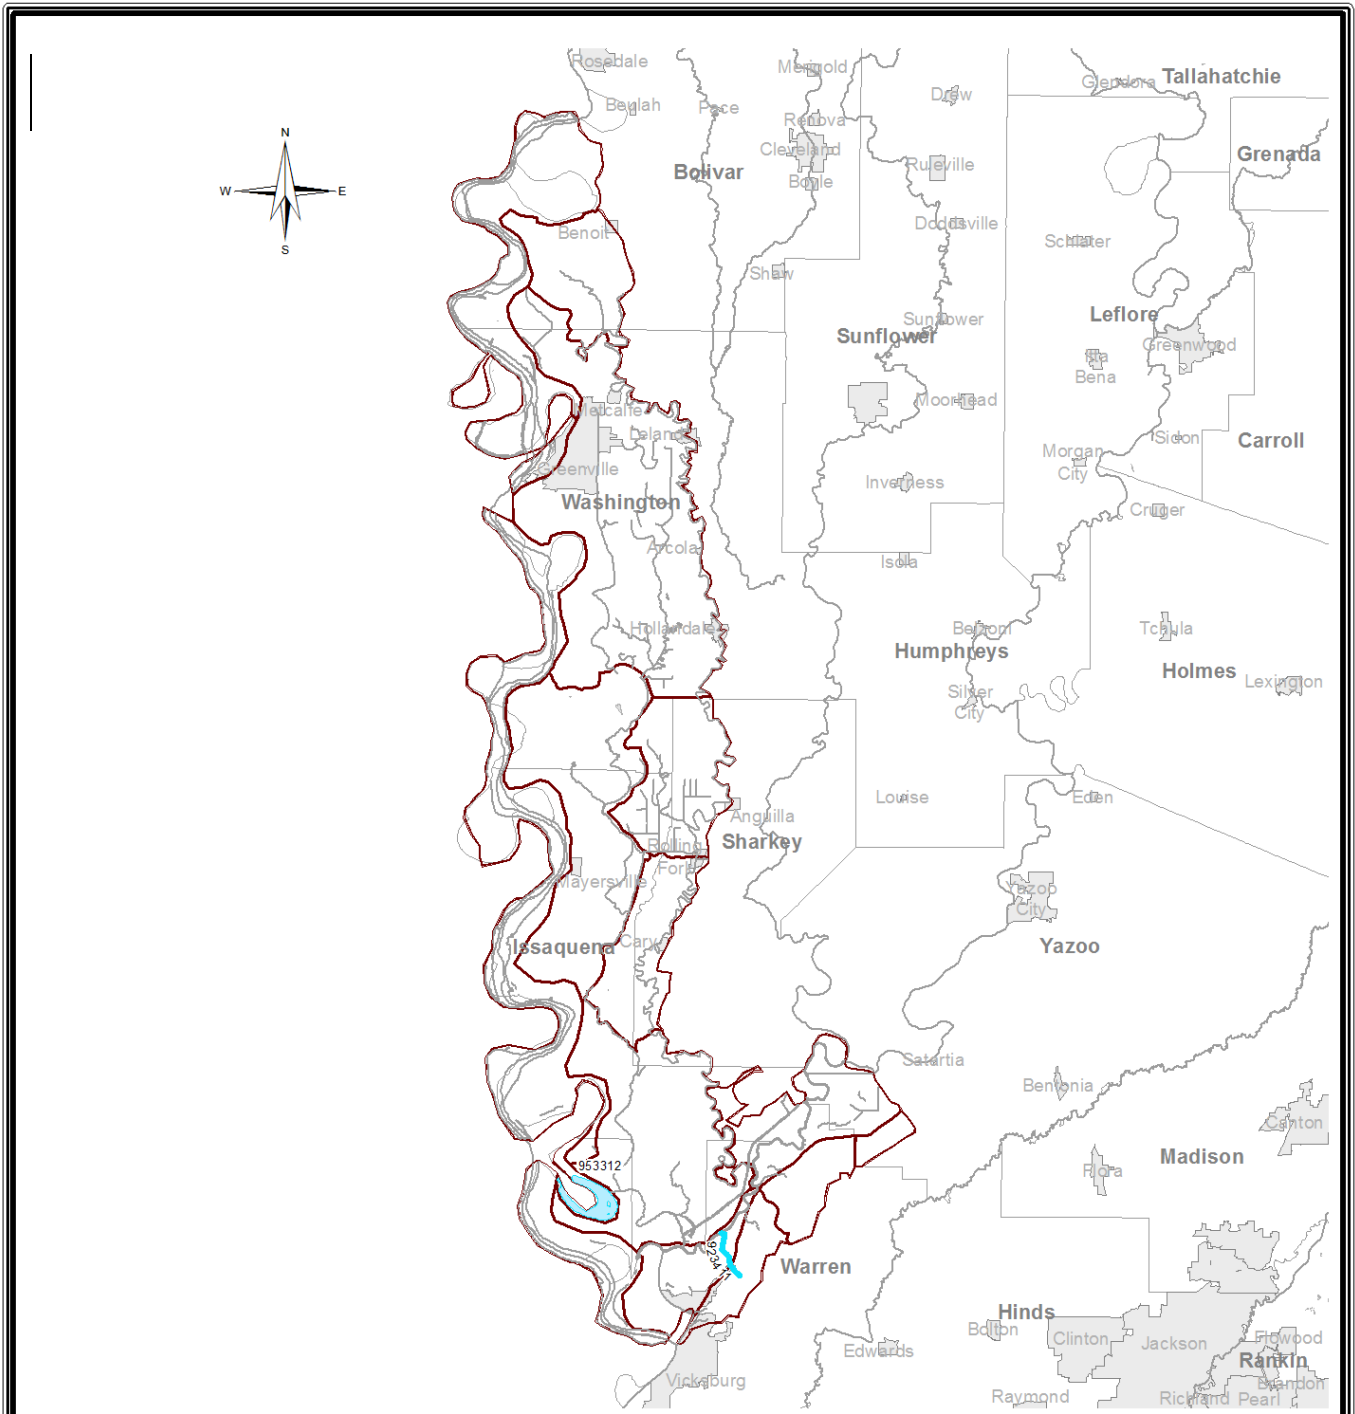 Rosedale
Merigold
Glendora
Tallahatchie
Beulah
Pace
Drew
Renova
N
Cleveland
Grenada
Ruleville
Bolivar
Boyle
W
E
Benoit
Doddsville
Schlater
S
Shaw
Leflore
Sunflower
Sunflower
Greenwood
Itta
Bena
Moorhead
Metcalfe
Leland
Sidon
Carroll
Morgan
City
Greenville
Inverness
Washington
Cruger
Arcola
Isola
Hollandale
Belzoni
Tchula
Humphreys
Holmes
Lexington
Silver
City
Louise
Eden
Anguilla
Sharkey
Rolling
Fork
Mayersville
Yazoo
City
Issaquena
Cary
Yazoo
Satartia
Bentonia
Canton
953312
Flora
Madison
Warren
Hinds
Bolton
Clinton
Jackson
Flowood
Edwards
Rankin
Vicksburg
Brandon
Raymond
Richland
Pearl